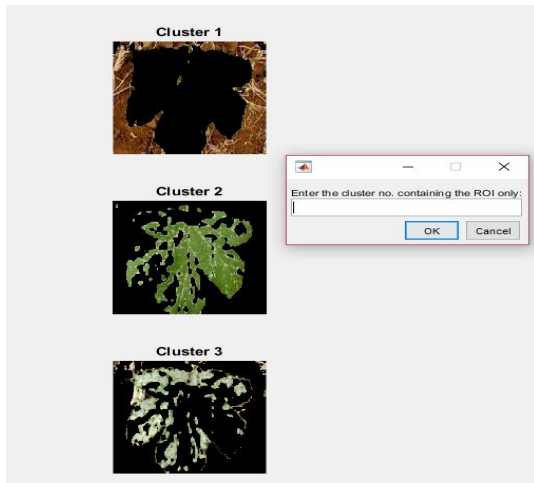 Cluster 1
Enter the cluster no. containing the ROI only:
Cluster 2
OK
Cancel
Cluster 3